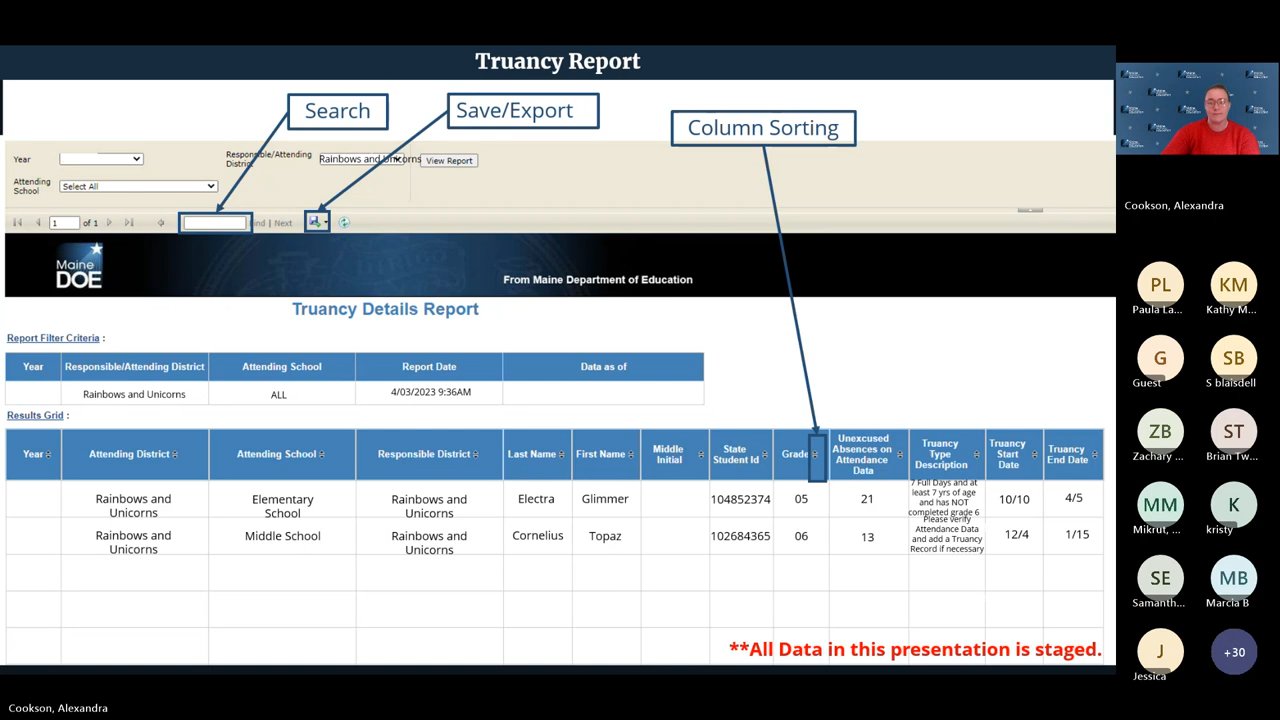 Truancy Report
Search
Save/Export
Column Sorting
Year
Responsible/Attending
District
Rainbows and Unicorns
View Report
Attending
School
Select All
1
of 1
Find | Next
Maine
DOE
From Maine Department of Education
Truancy Details Report
Report Filter Criteria :
Year
Responsible/Attending District
Attending School
Report Date
Data as of
Rainbows and Unicorns
ALL
4/03/2023 9:36AM
Results Grid :
Year
Attending District
Attending School
Responsible District
Last Name
First Name
Middle
Initial
State
Student Id
Grade
Unexcused
Absences on
Attendance
Data
Truancy
Type
Description
Truancy
Start
Date
Truancy
End Date
Rainbows and
Unicorns
Elementary
School
Rainbows and
Unicorns
Electra
Glimmer
104852374
05
21
7 Full Days and at
least 7 yrs of age
and has NOT
completed grade 6
10/10
4/5
Rainbows and
Unicorns
Middle School
Rainbows and
Unicorns
Cornelius
Topaz
102684365
06
13
Please verify
Attendance Data
and add a Truancy
Record if necessary
12/4
1/15
**All Data in this presentation is staged.
Cookson, Alexandra
PL
Paula La...
KM
Kathy M...
G
Guest
SB
S blaisdell
ZB
Zachary ...
ST
Brian Tw...
MM
Mikrut, ...
K
kristy
SE
Samanth...
MB
Marcia B
J
Jessica
+30
Cookson, Alexandra